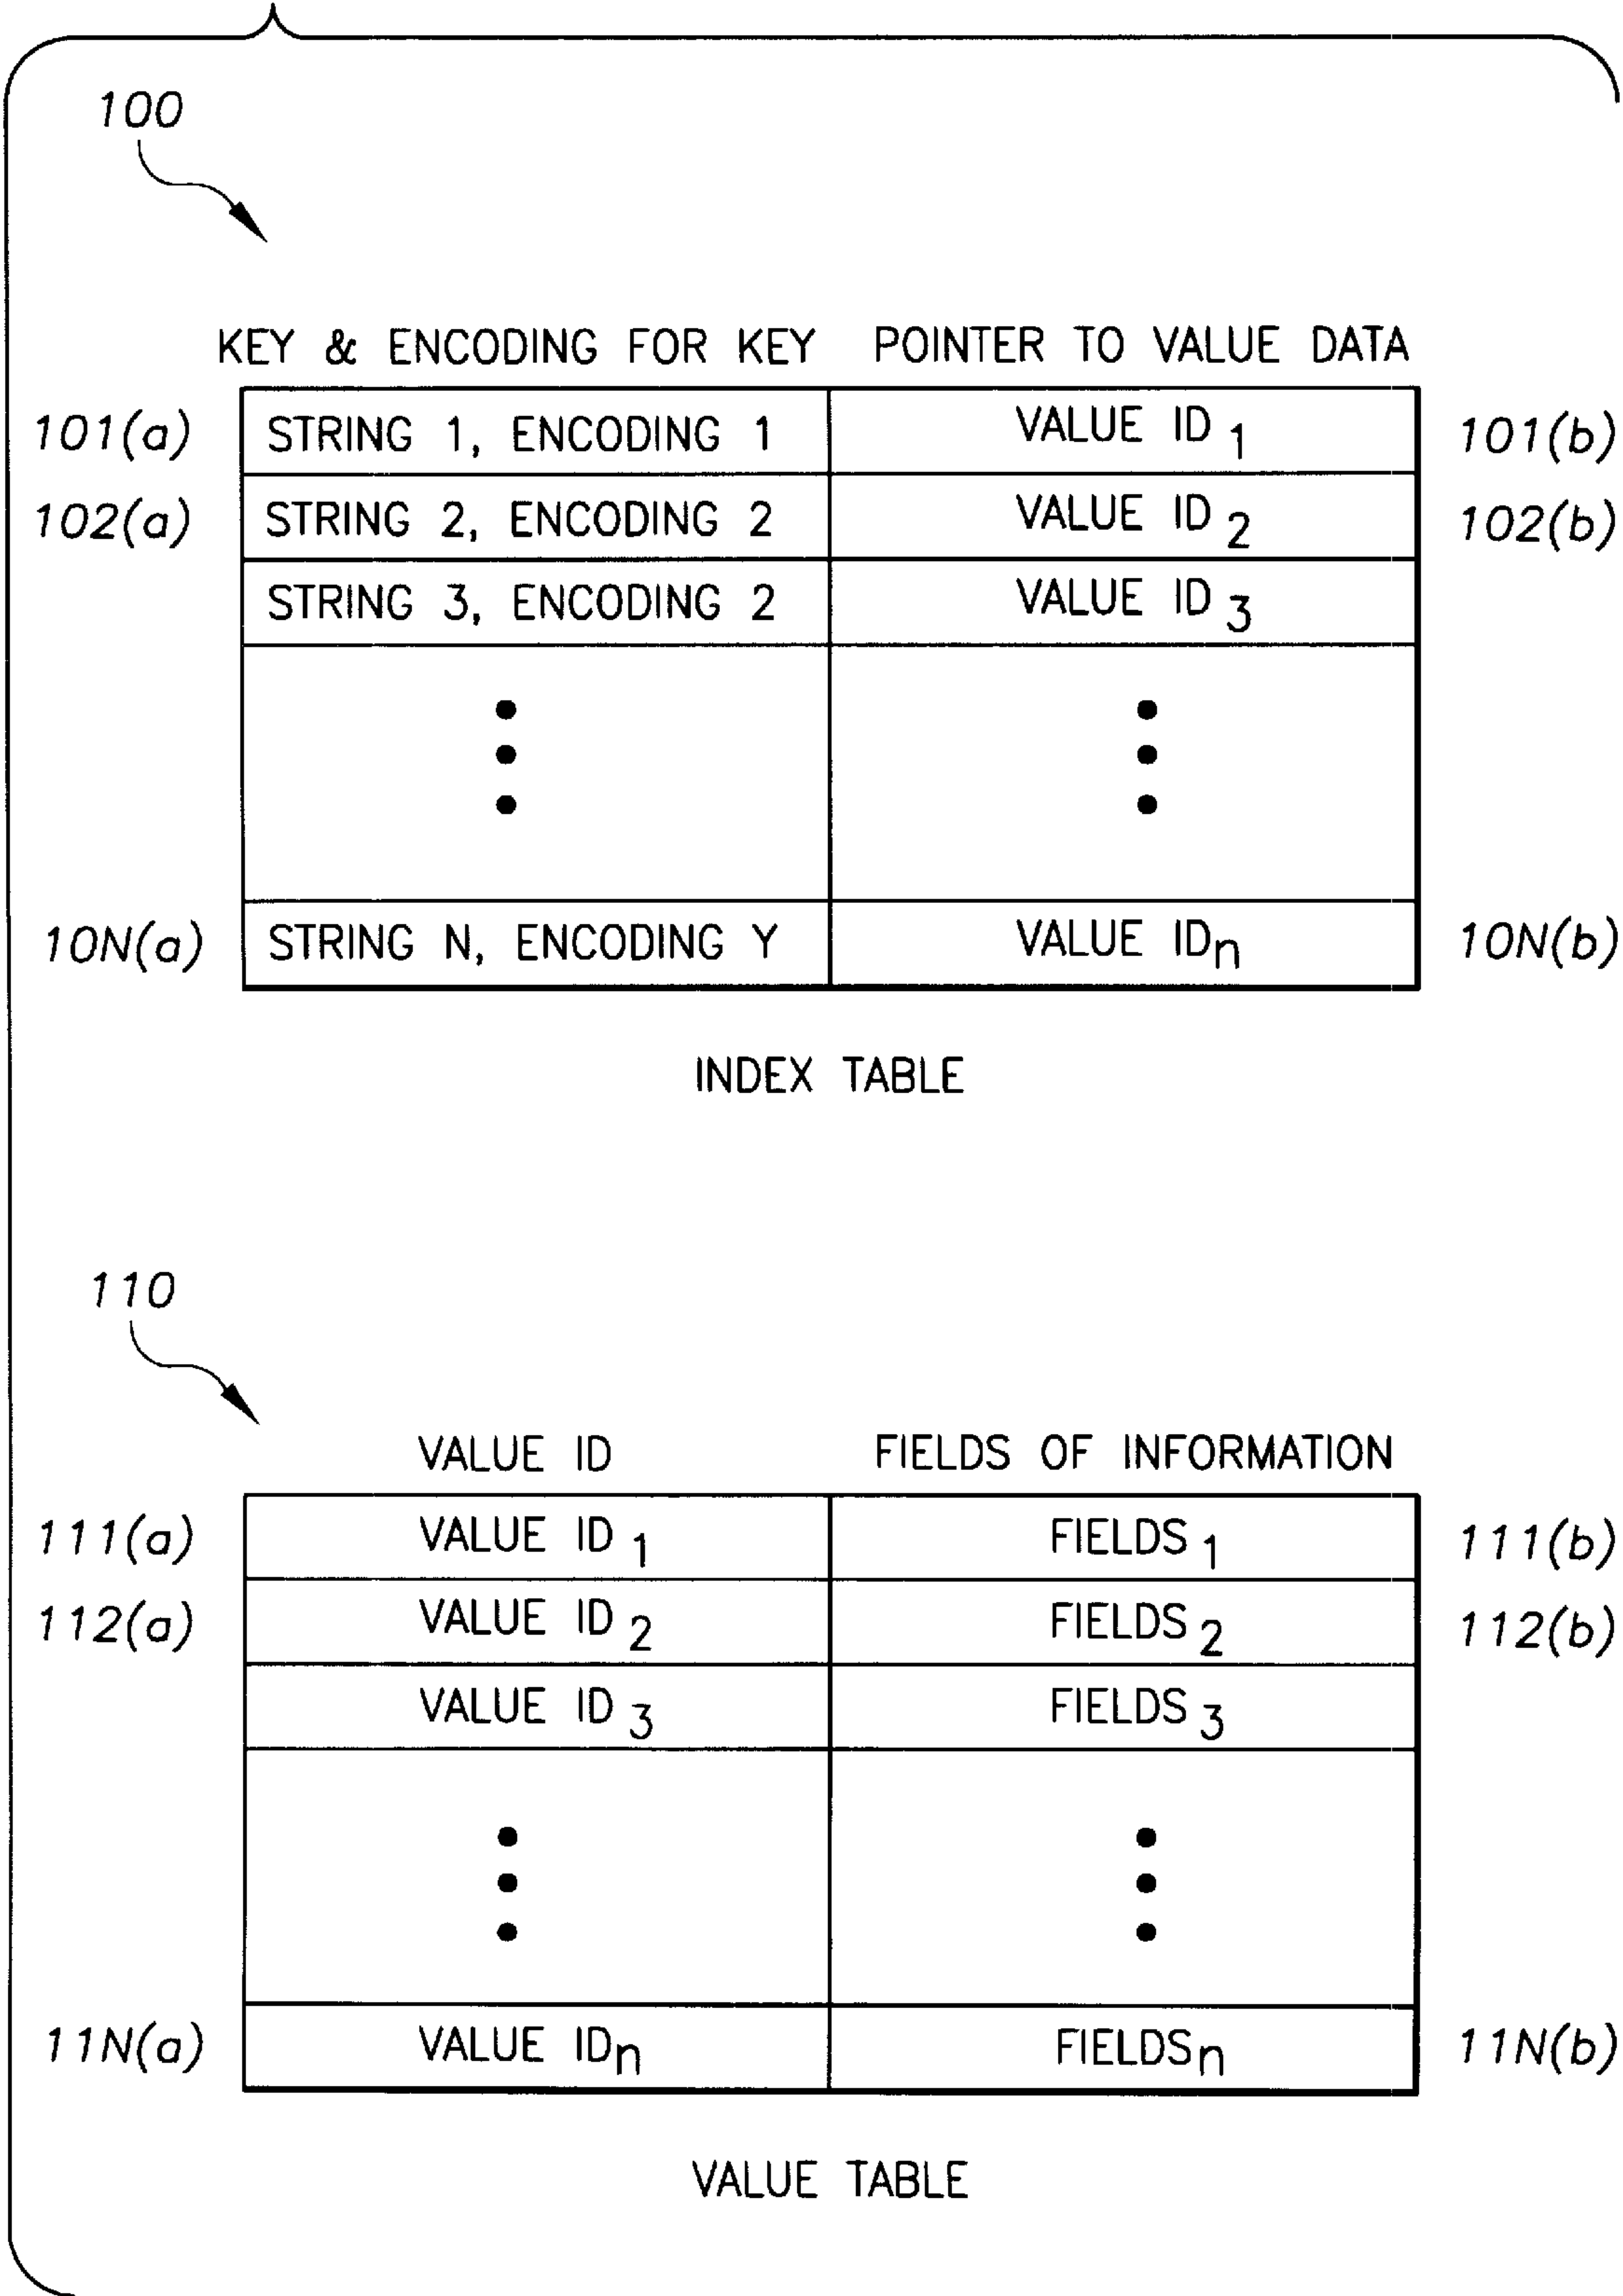 100
KEY & ENCODING FOR KEY POINTER TO VALUE DATA
101(a) STRING 1, ENCODING 1 VALUE ID 1 101(b)
102(a) STRING 2, ENCODING 2 VALUE ID 2 102(b)
STRING 3, ENCODING 2 VALUE ID 3
10N(a) STRING N, ENCODING Y VALUE IDn 10N(b)
INDEX TABLE
110
VALUE ID FIELDS OF INFORMATION
111(a) VALUE ID 1 FIELDS 1 111(b)
112(a) VALUE ID 2 FIELDS 2 112(b)
VALUE ID 3 FIELDS 3
11N(a) VALUE IDn FIELDSn 11N(b)
VALUE TABLE